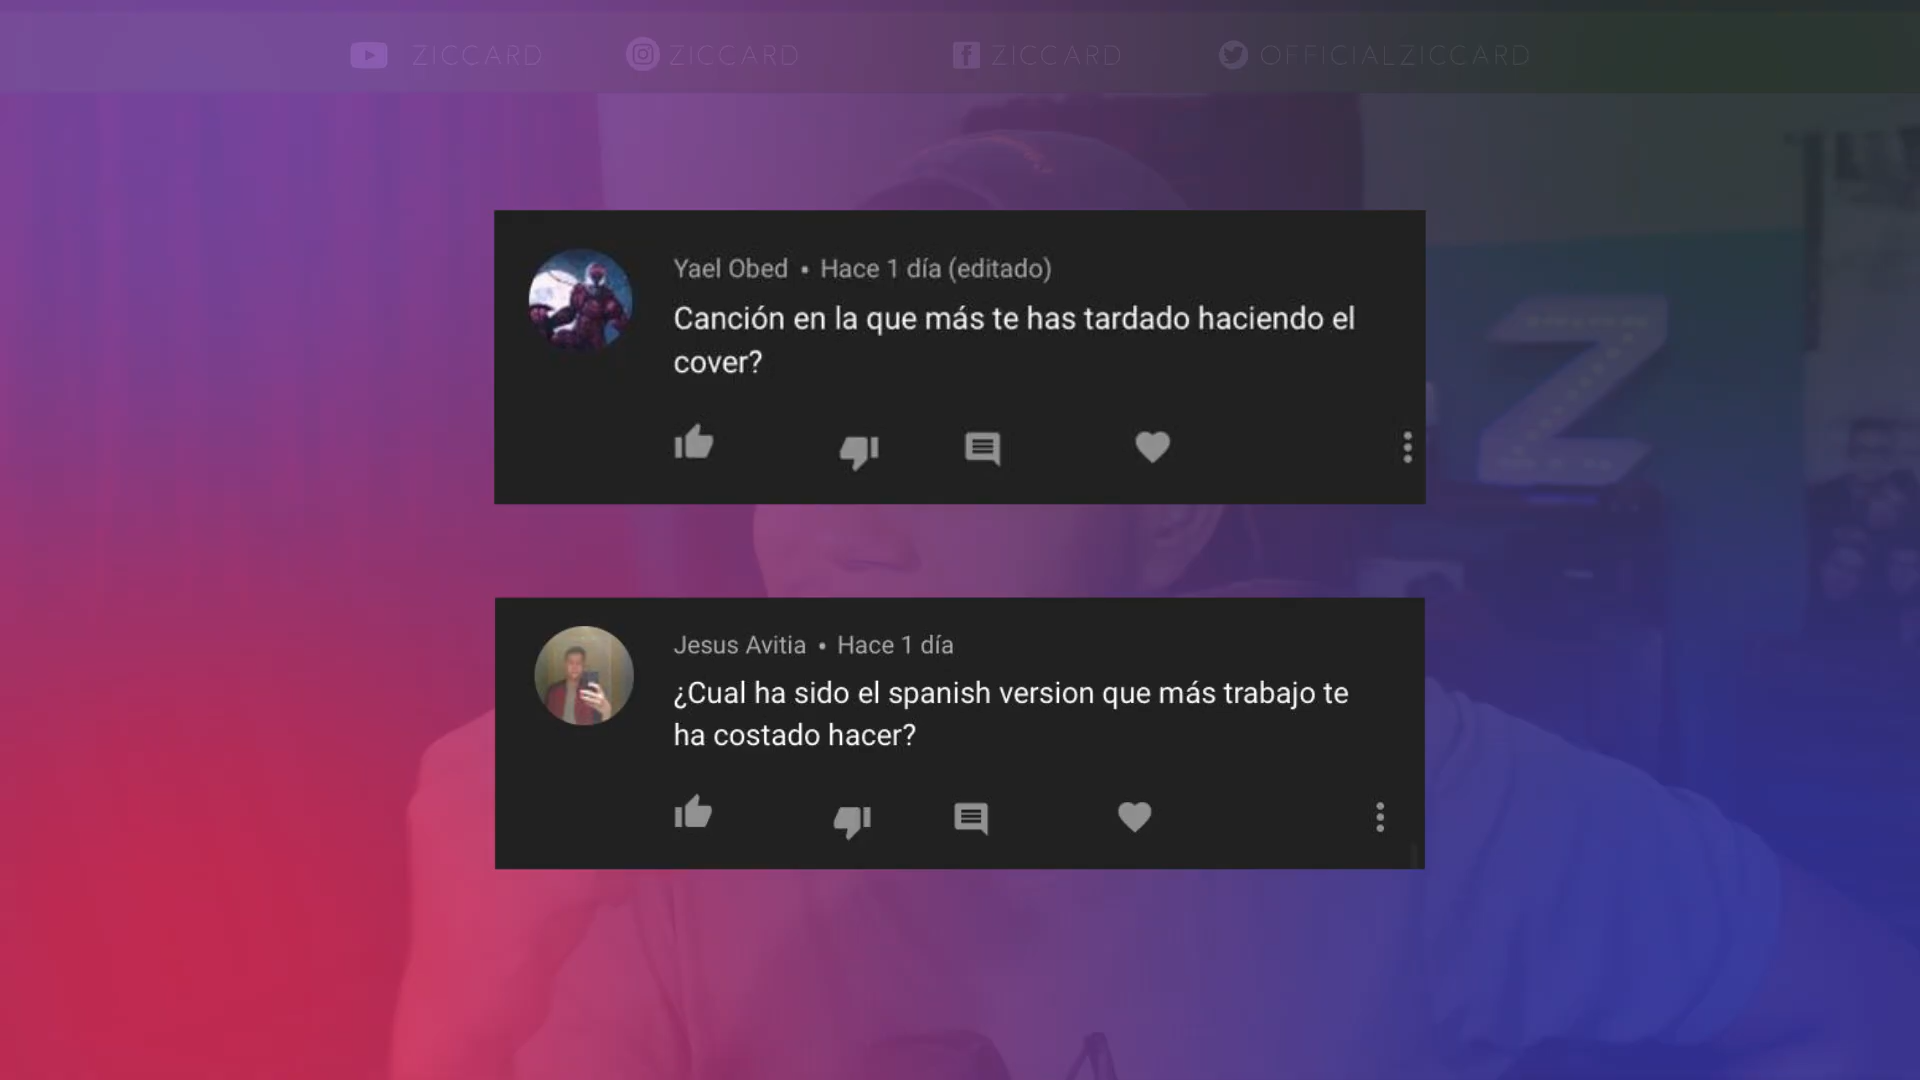 ZICCARD ZICCARD ZICCARD OFFICIALZICCARD
Yael Obed • Hace 1 día (editado)
Canción en la que más te has tardado haciendo el
cover?
Z
Jesus Avitia • Hace 1 día
¿Cual ha sido el spanish version que más trabajo te
ha costado hacer?